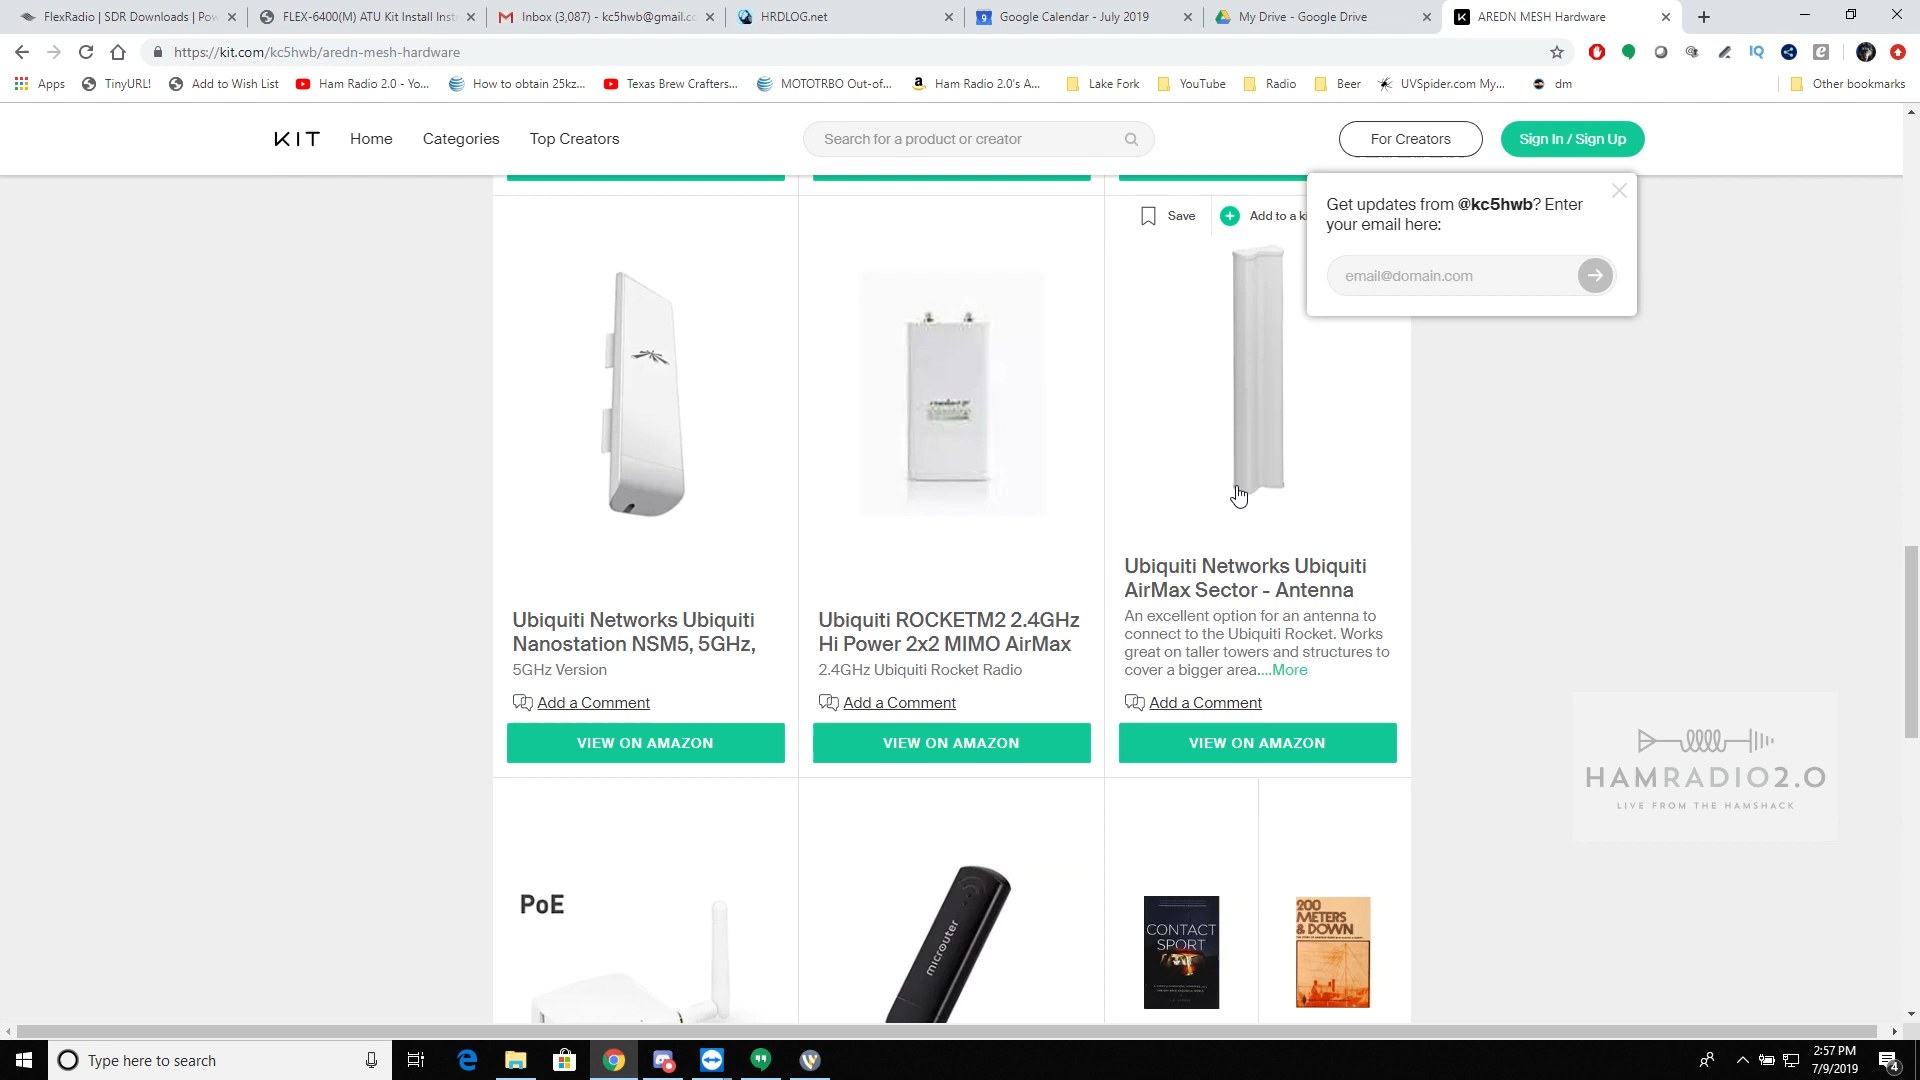 FlexRadio | SDR Downloads | Pow
FLEX-6400(M) ATU Kit Install Inst
Inbox (3,087) - kc5hwb@gmail.cc
HRDLOG.net
Google Calendar - July 2019
My Drive - Google Drive
AREDN MESH Hardware
https://kit.com/kc5hwb/aredn-mesh-hardware
Apps
TinyURL!
Add to Wish List
Ham Radio 2.0 - Yo...
How to obtain 25kz...
Texas Brew Crafters...
MOTOTRBO Out-of...
Ham Radio 2.0's A...
Lake Fork
YouTube
Radio
Beer
UVSpider.com My...
dm
Other bookmarks
KIT
Home
Categories
Top Creators
Search for a product or creator
For Creators
Sign In / Sign Up
Get updates from @kc5hwb? Enter
your email here:
email@domain.com
Save
Add to a ki
Ubiquiti Networks Ubiquiti
Nanostation NSM5, 5GHz,
5GHz Version
Add a Comment
VIEW ON AMAZON
Ubiquiti ROCKETM2 2.4GHz
Hi Power 2x2 MIMO AirMax
2.4GHz Ubiquiti Rocket Radio
Add a Comment
VIEW ON AMAZON
Ubiquiti Networks Ubiquiti
AirMax Sector - Antenna
An excellent option for an antenna to
connect to the Ubiquiti Rocket. Works
great on taller towers and structures to
cover a bigger area....More
Add a Comment
VIEW ON AMAZON
HAMRADIO2.0
LIVE FROM THE HAMSHACK
PoE
microuter
CONTACT
SPORT
200
METERS
& DOWN
Type here to search
2:57 PM
7/9/2019
4